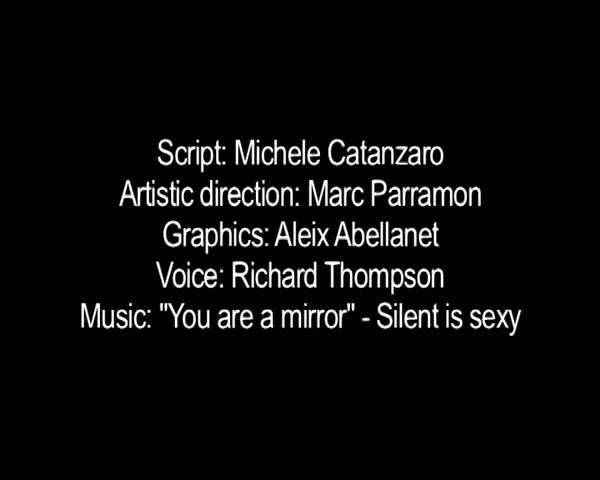 Script: Michele Catanzaro
Artistic direction: Marc Parramon
Graphics: Aleix Abellanet
Voice: Richard Thompson
Music: "You are a mirror" - Silent is sexy